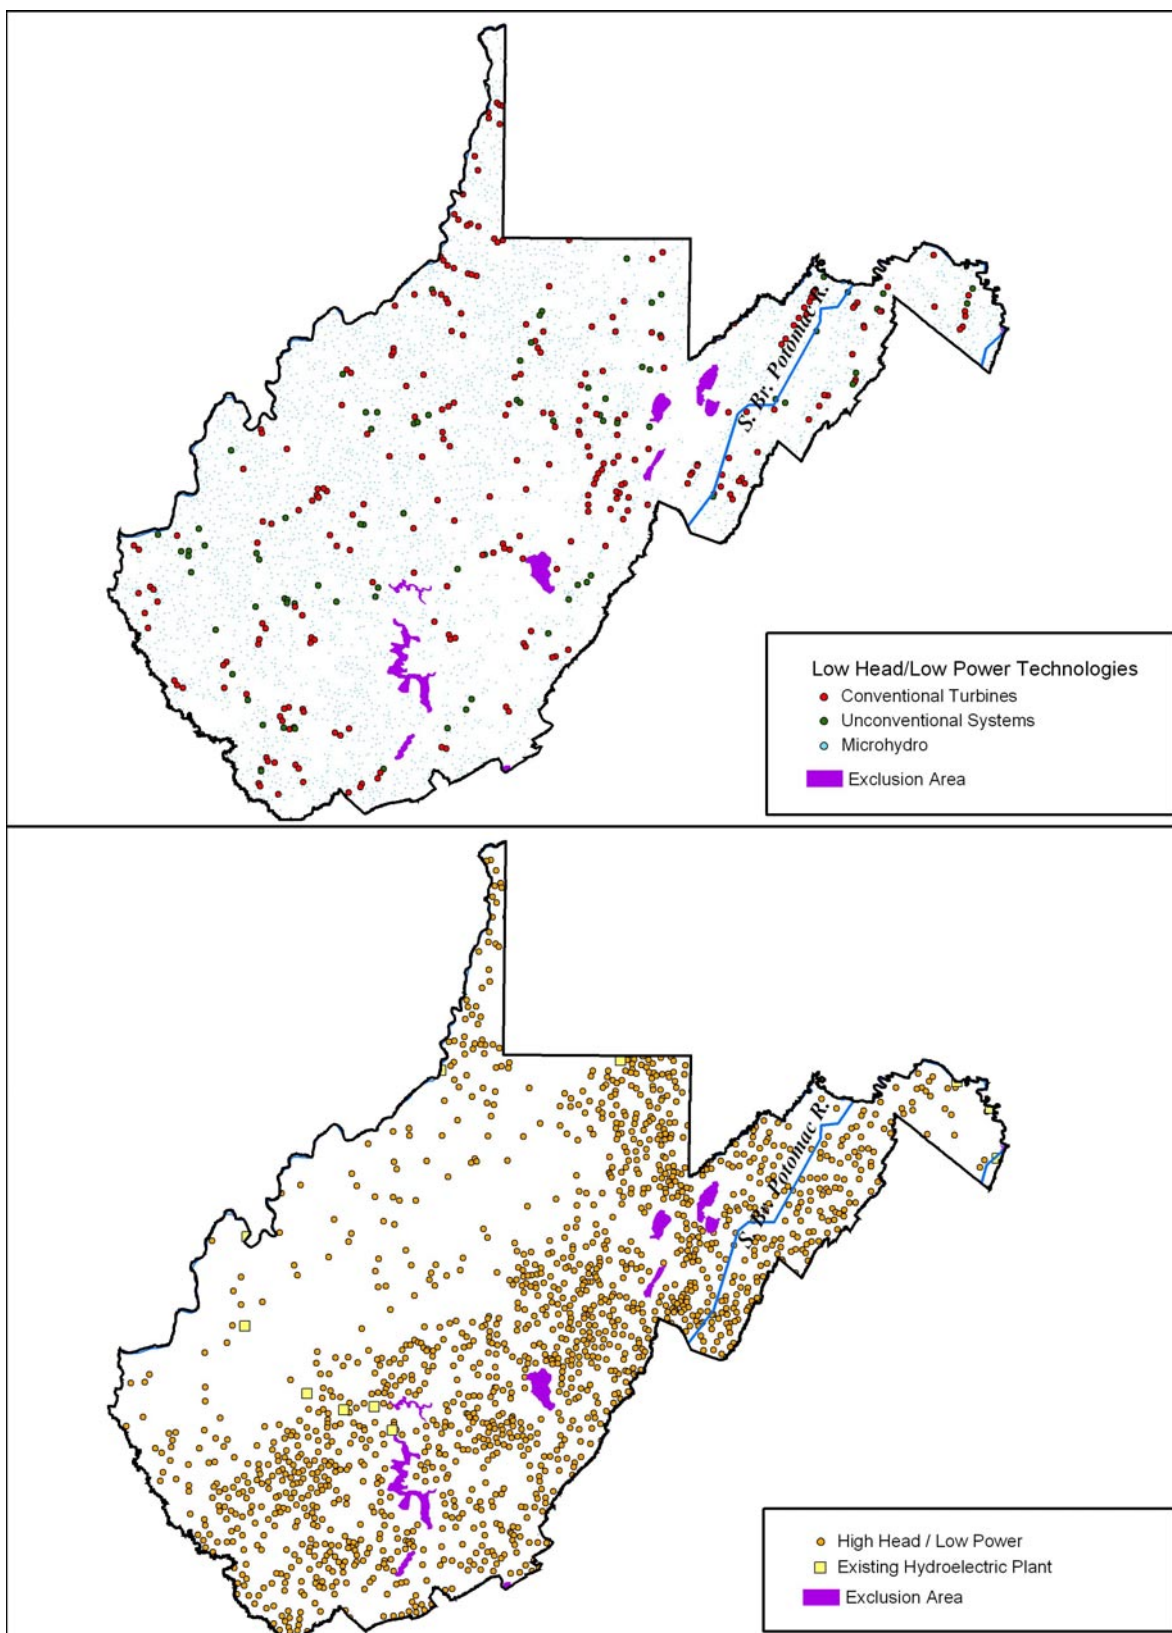 S. Br. Potomac R.
Low Head/Low Power Technologies
Conventional Turbines
Unconventional Systems
Microhydro
Exclusion Area
S. Br. Potomac R.
High Head / Low Power
Existing Hydroelectric Plant
Exclusion Area